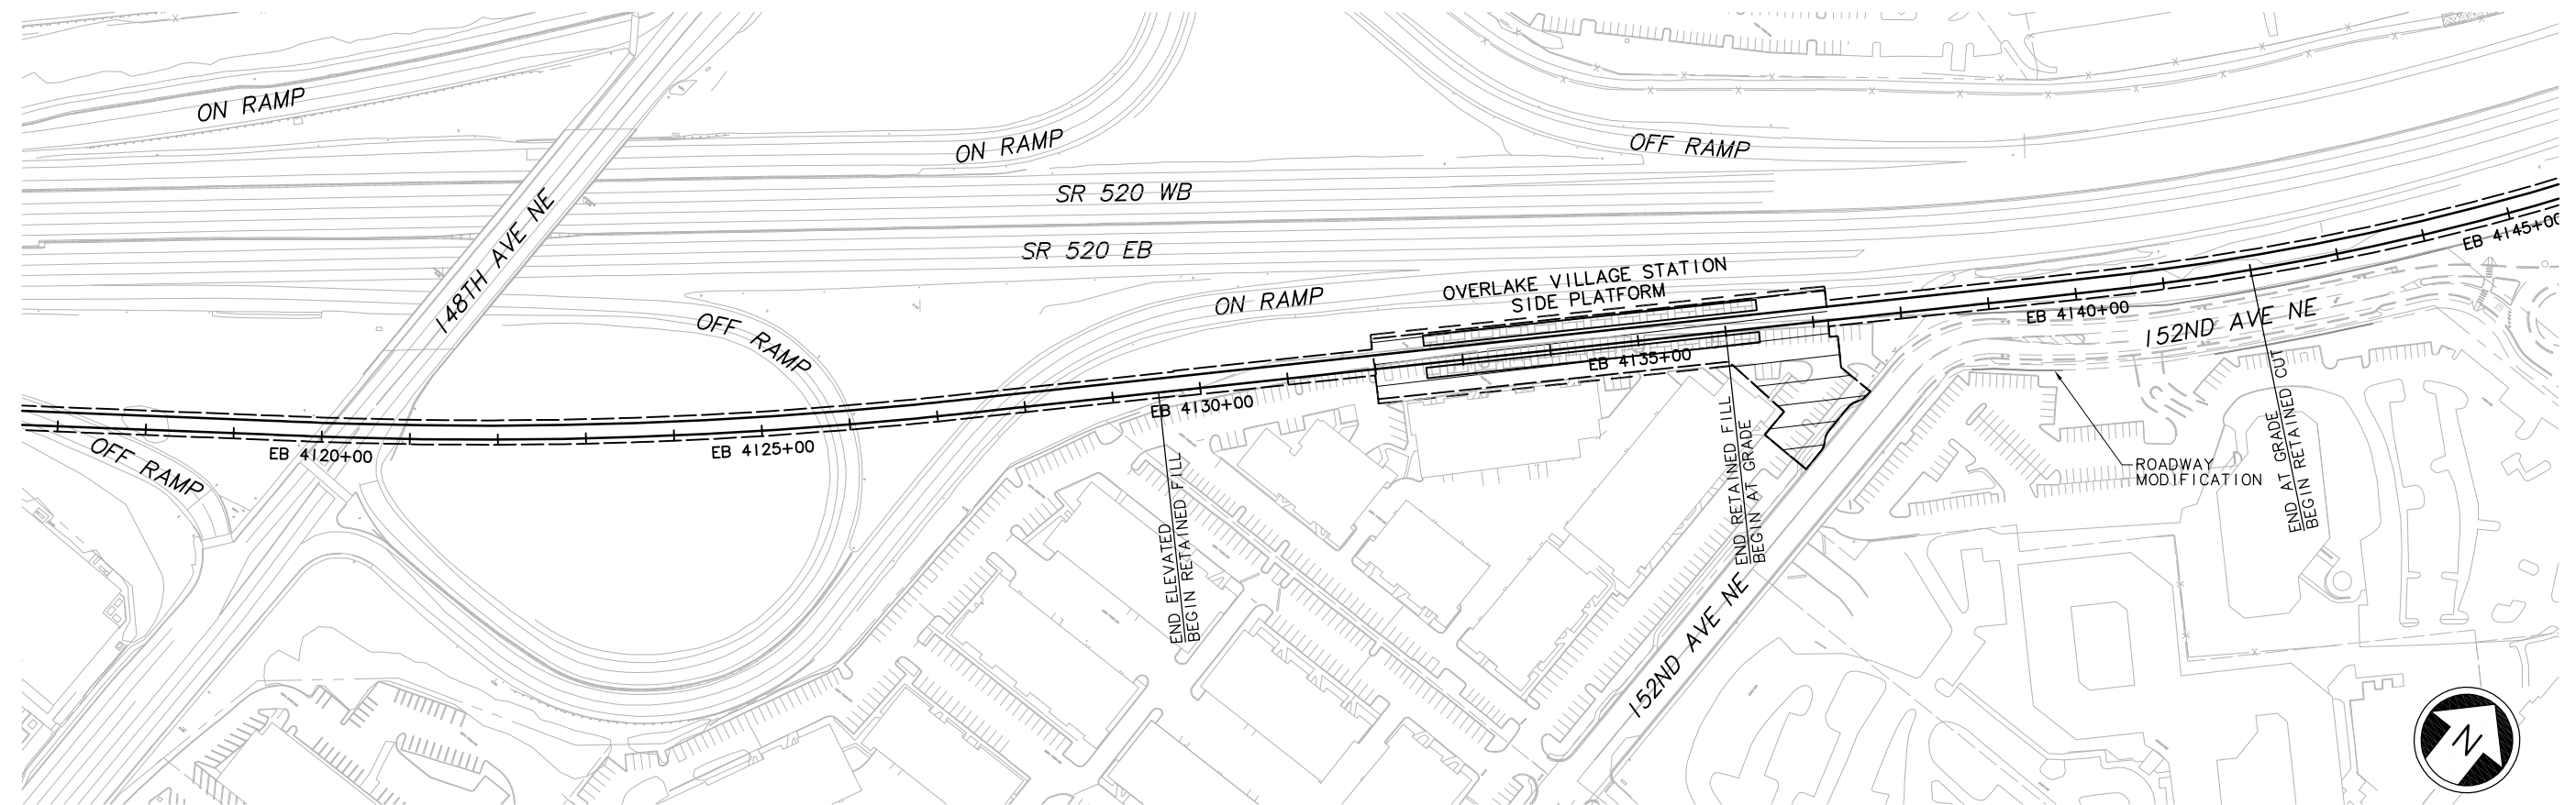 ON RAMP
ON RAMP
OFF RAMP
SR 520 WB
148TH AVE NE
SR 520 EB
EB 4145+00
OVERLAKE VILLAGE STATION
SIDE PLATFORM
ON RAMP
OFF RAMP
EB 4140+00
152ND AVE NE
EB 4135+00
EB 4130+00
EB 4125+00
EB 4120+00
OFF RAMP
END ELEVATED
BEGIN RETAINED FILL
END RETAINED FILL
BEGIN AT GRADE
END AT GRADE
BEGIN RETAINED CUT
ROADWAY
MODIFICATION
152ND AVE NE
N